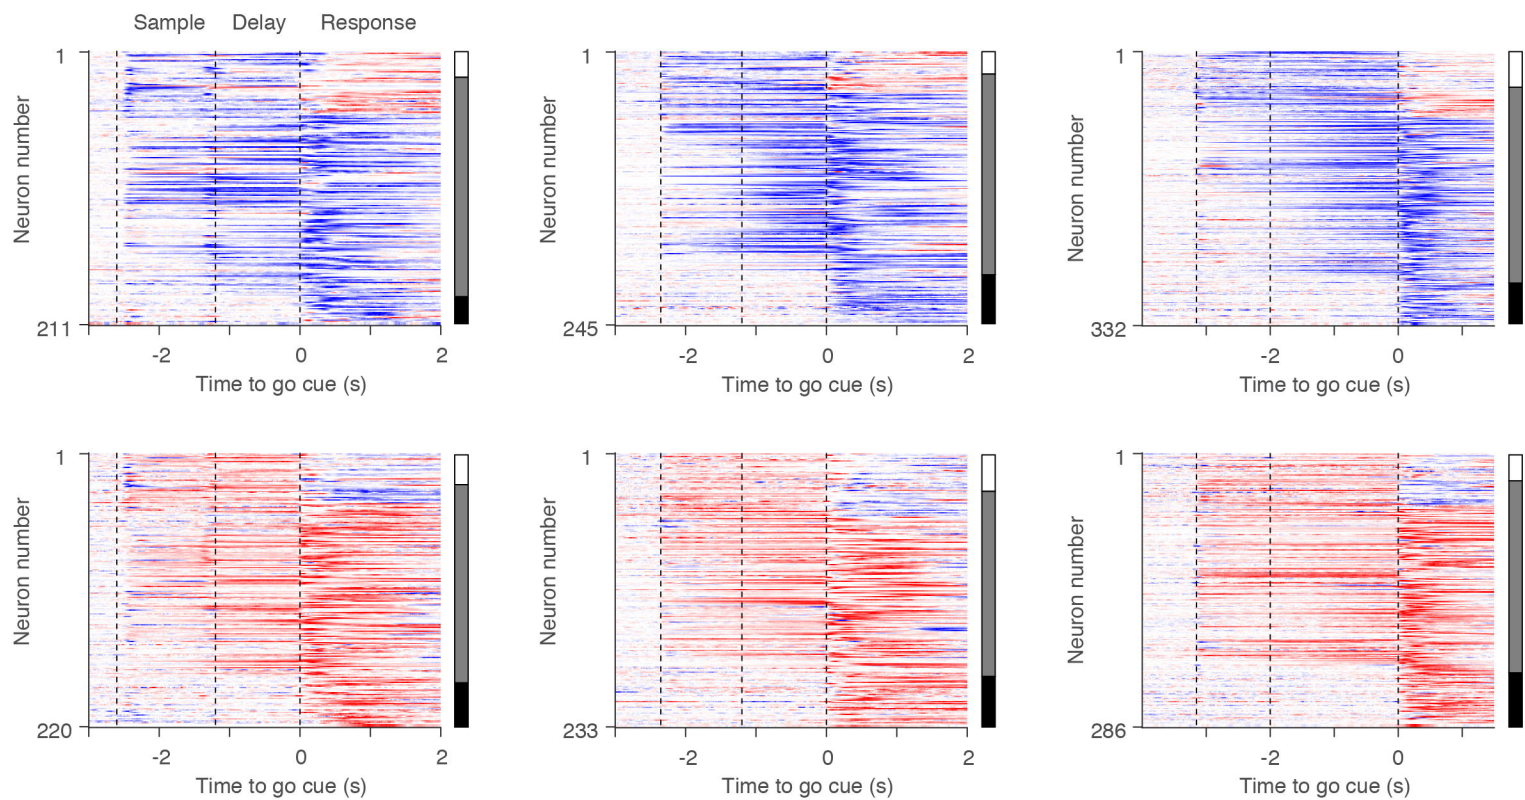 Sample Delay Response
1
Neuron number
211
-2 0 2
Time to go cue (s)
1
Neuron number
245
-2 0 2
Time to go cue (s)
1
Neuron number
332
-2 0
Time to go cue (s)
1
Neuron number
220
-2 0 2
Time to go cue (s)
1
Neuron number
233
-2 0 2
Time to go cue (s)
1
Neuron number
286
-2 0
Time to go cue (s)